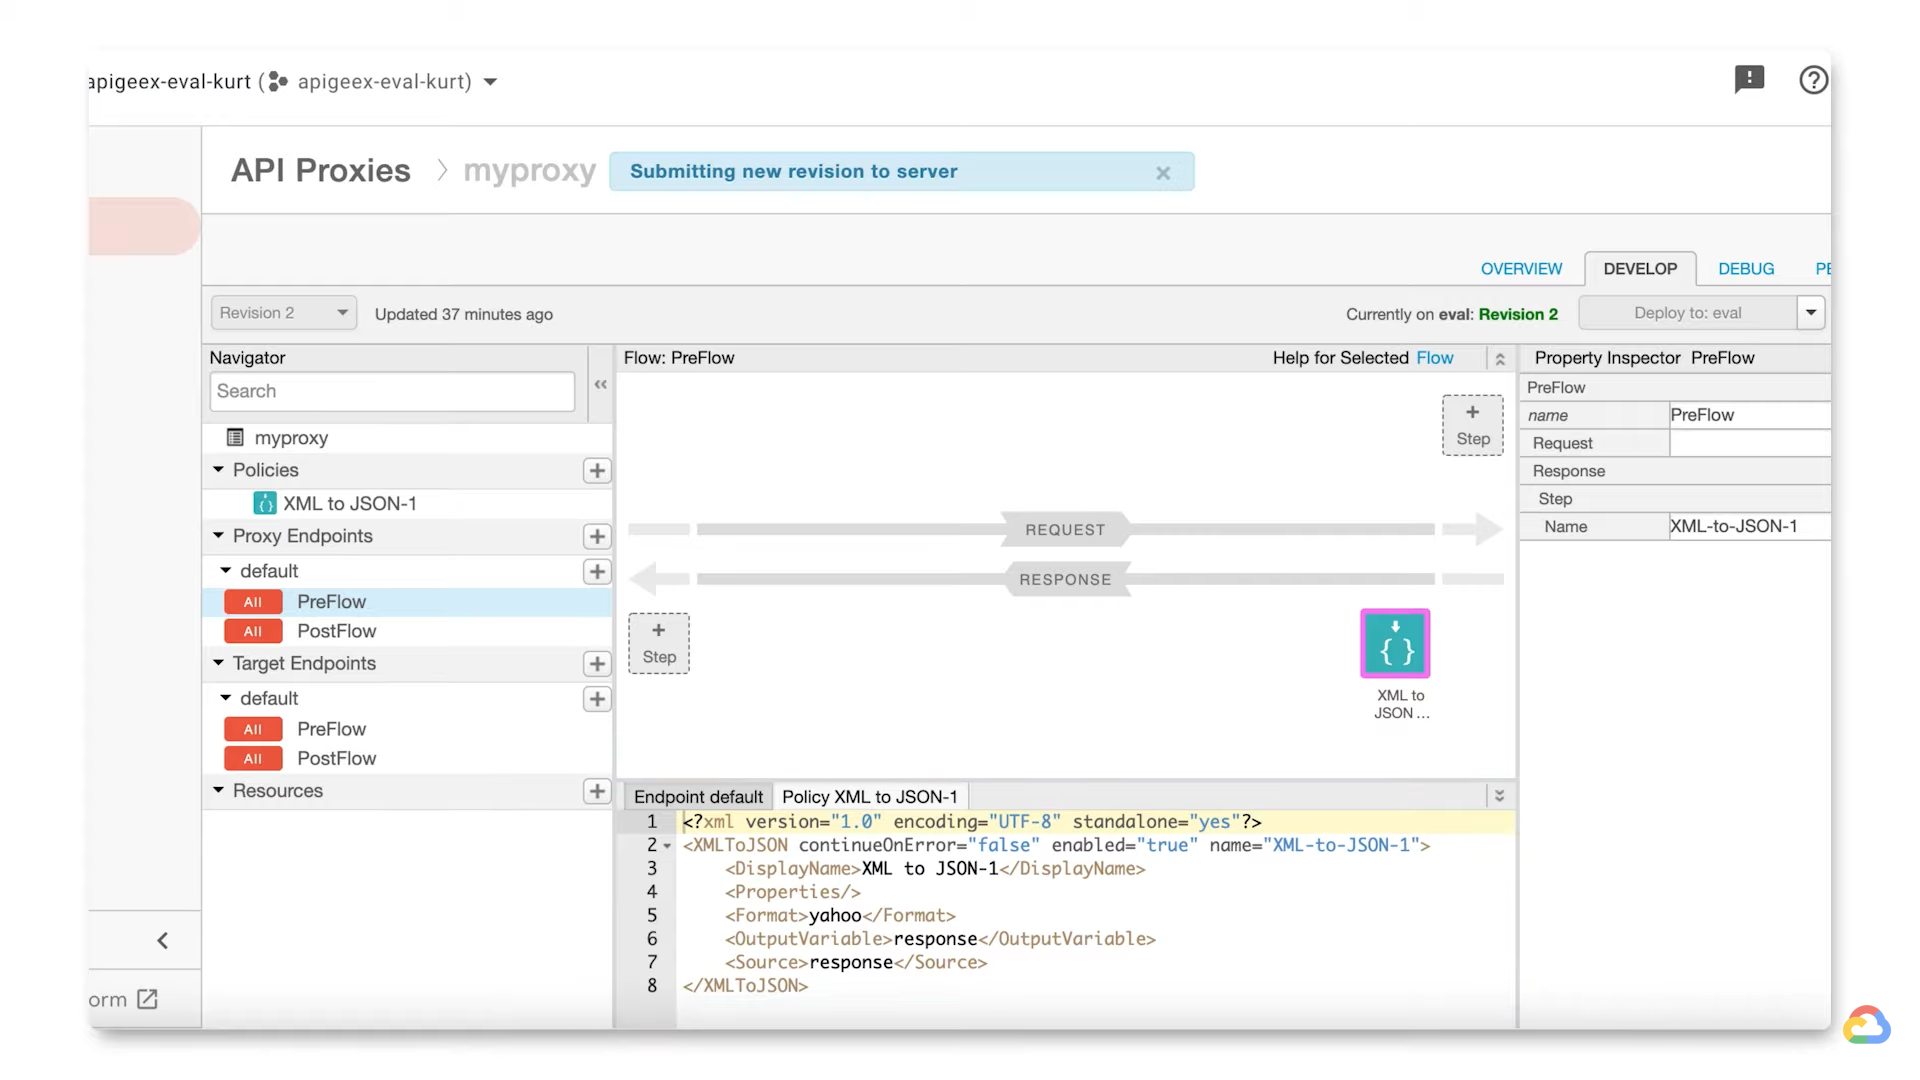 apigeex-eval-kurt ( apigeex-eval-kurt)
API Proxies > myproxy
Submitting new revision to server ×
OVERVIEW DEVELOP DEBUG PE
Revision 2 Updated 37 minutes ago
Currently on eval: Revision 2 Deploy to: eval
Navigator
Search
myproxy
Policies
XML to JSON-1
Proxy Endpoints
default
All PreFlow
All PostFlow
Target Endpoints
default
All PreFlow
All PostFlow
Resources
orm
Flow: PreFlow
Help for Selected Flow
+
Step
REQUEST
RESPONSE
+
Step
{ }
XML to
JSON ...
Endpoint default Policy XML to JSON-1
1 <?xml version="1.0" encoding="UTF-8" standalone="yes"?>
2 <XMLToJSON continueOnError="false" enabled="true" name="XML-to-JSON-1">
3 <DisplayName>XML to JSON-1</DisplayName>
4 <Properties/>
5 <Format>yahoo</Format>
6 <OutputVariable>response</OutputVariable>
7 <Source>response</Source>
8 </XMLToJSON>
Property Inspector PreFlow
PreFlow
name PreFlow
Request
Response
Step
Name XML-to-JSON-1